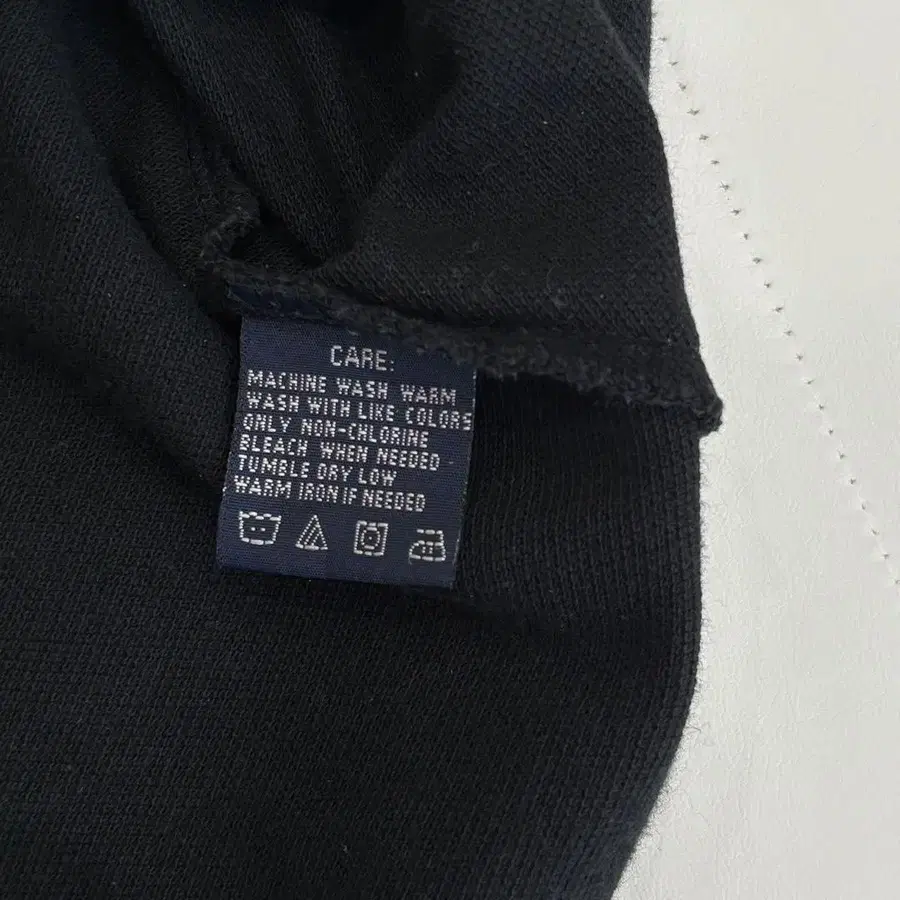 CARE:
MACHINE WASH WARM
WASH WITH LIKE COLORS
ONLY NON-CHLORINE
BLEACH WHEN NEEDED
TUMBLE DRY LOW
WARM IRON IF NEEDED